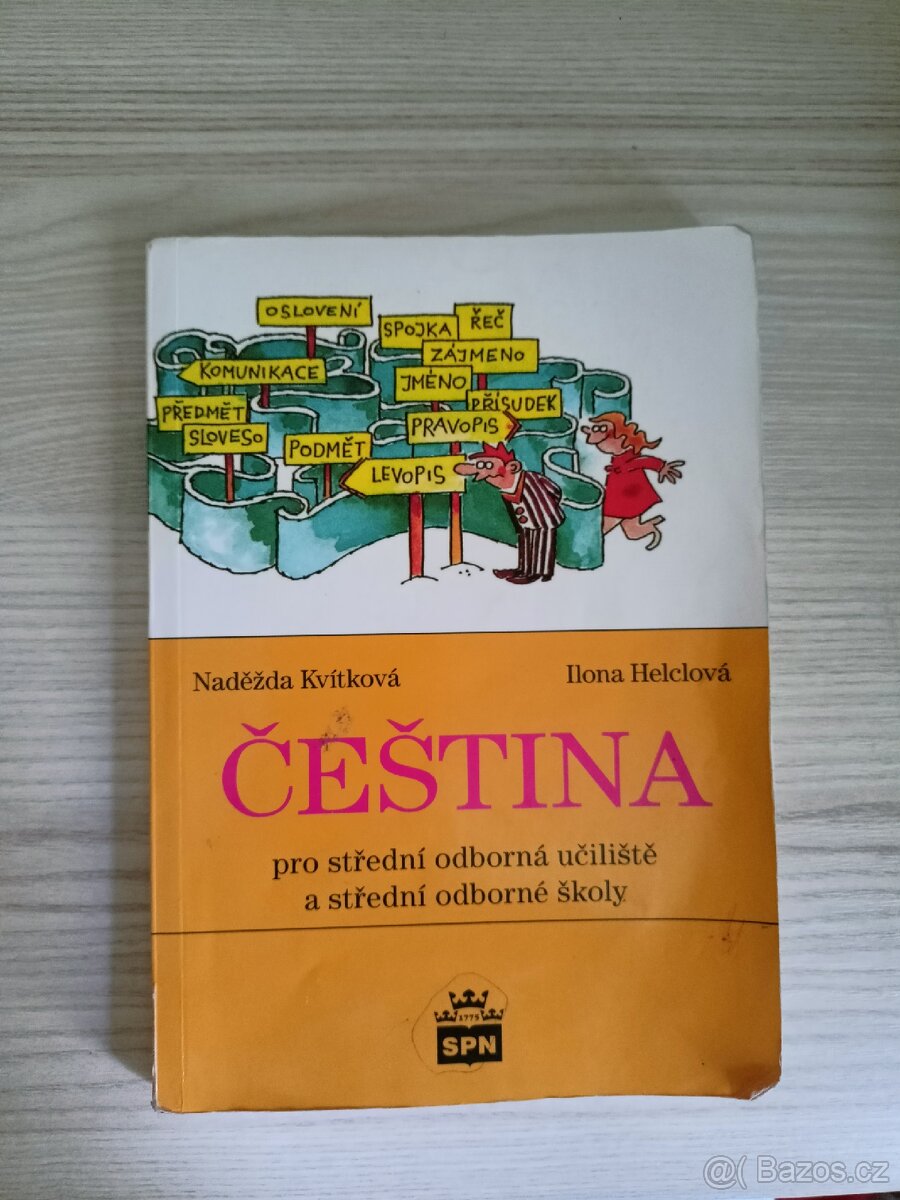 OSLOVENÍ
SPOJKA
ŘEČ
ZÁJMENO
KOMUNIKACE
JMÉNO
PŘEDMĚT
PŘÍSUDEK
SLOVESO
PRAVOPIS
PODMĚT
LEVOPIS
Naděžda Kvítková
Ilona Helclová
ČEŠTINA
pro střední odborná učiliště
a střední odborné školy
1775
SPN
@( Bazos.cz